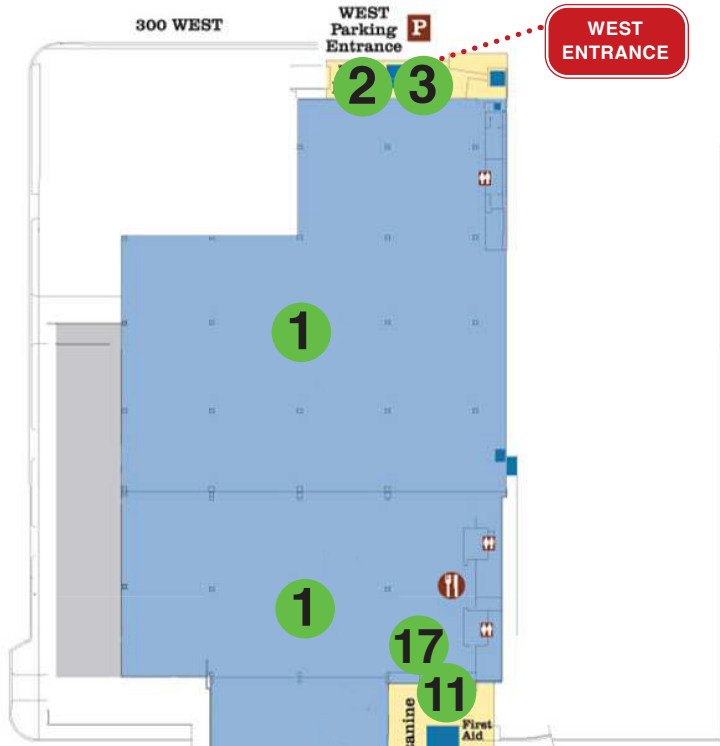 300 WEST
WEST
Parking
Entrance
P
WEST
ENTRANCE
2
3
1
1
17
11
First
Aid